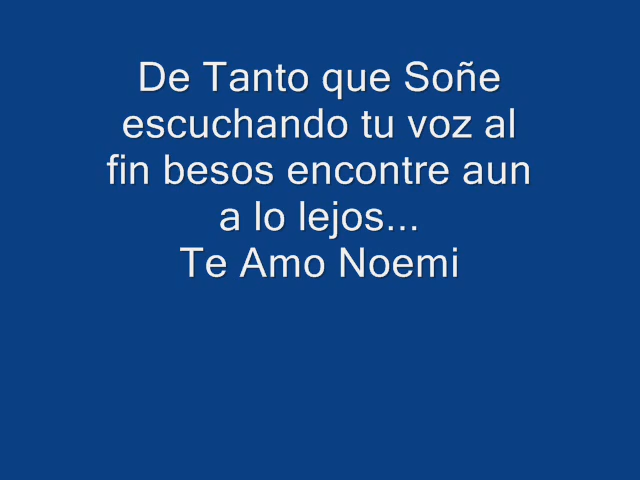 De Tanto que Soñe
escuchando tu voz al
fin besos encontre aun
a lo lejos...
Te Amo Noemi